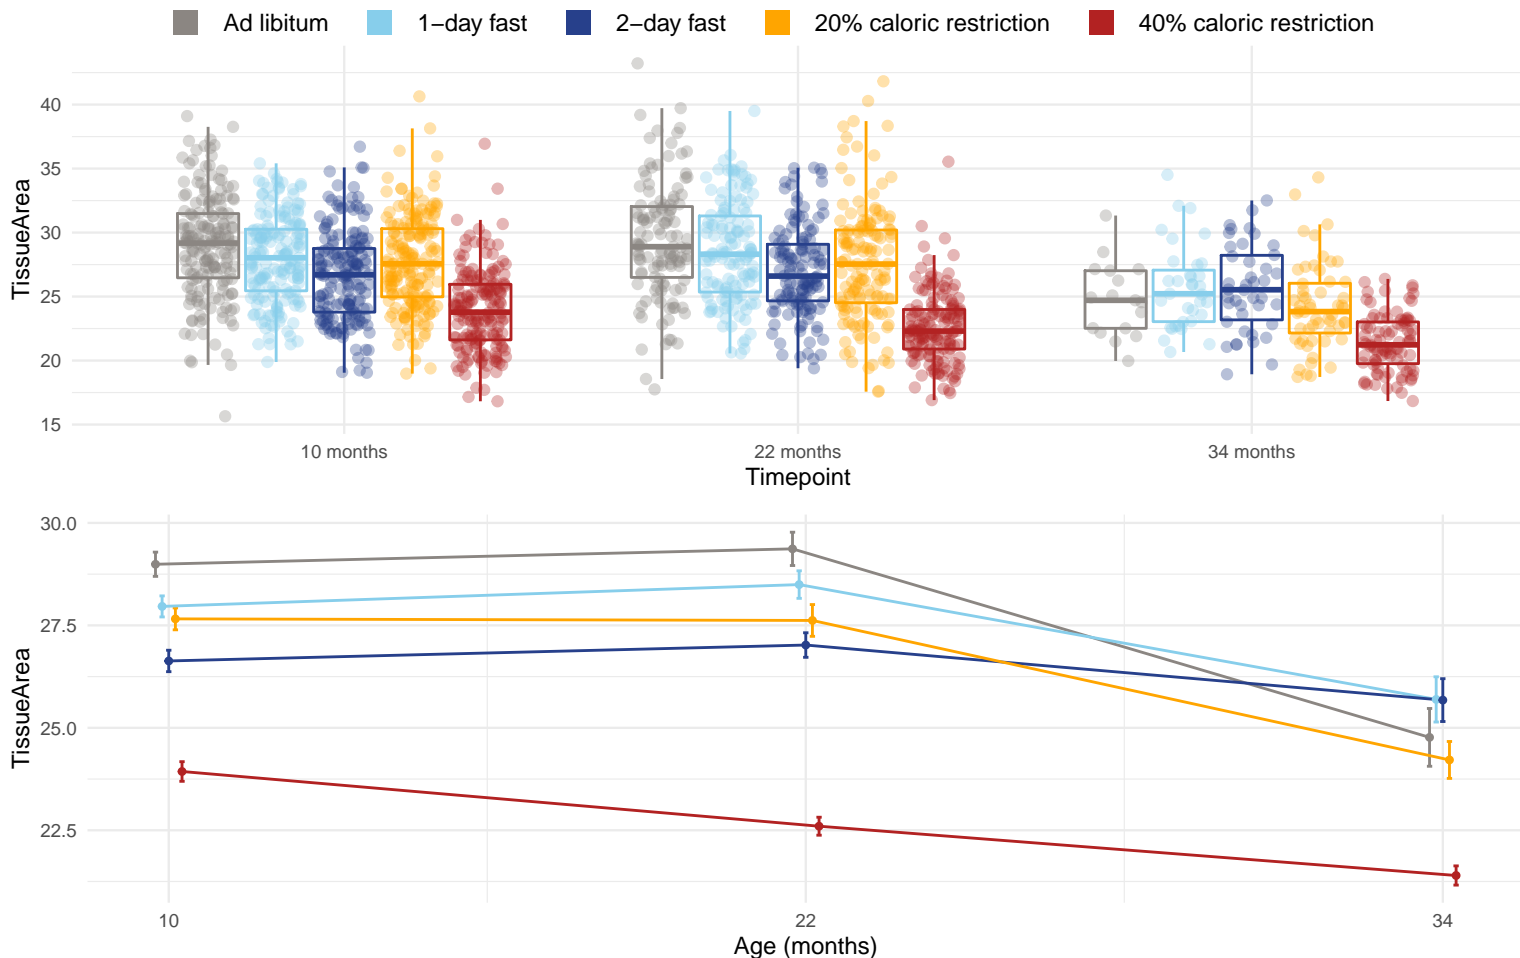 Ad libitum 1−day fast 2−day fast 20% caloric restriction 40% caloric restriction
TissueArea
40
35
30
25
20
15
10 months 22 months 34 months
Timepoint
TissueArea
30.0
27.5
25.0
22.5
10 22 34
Age (months)